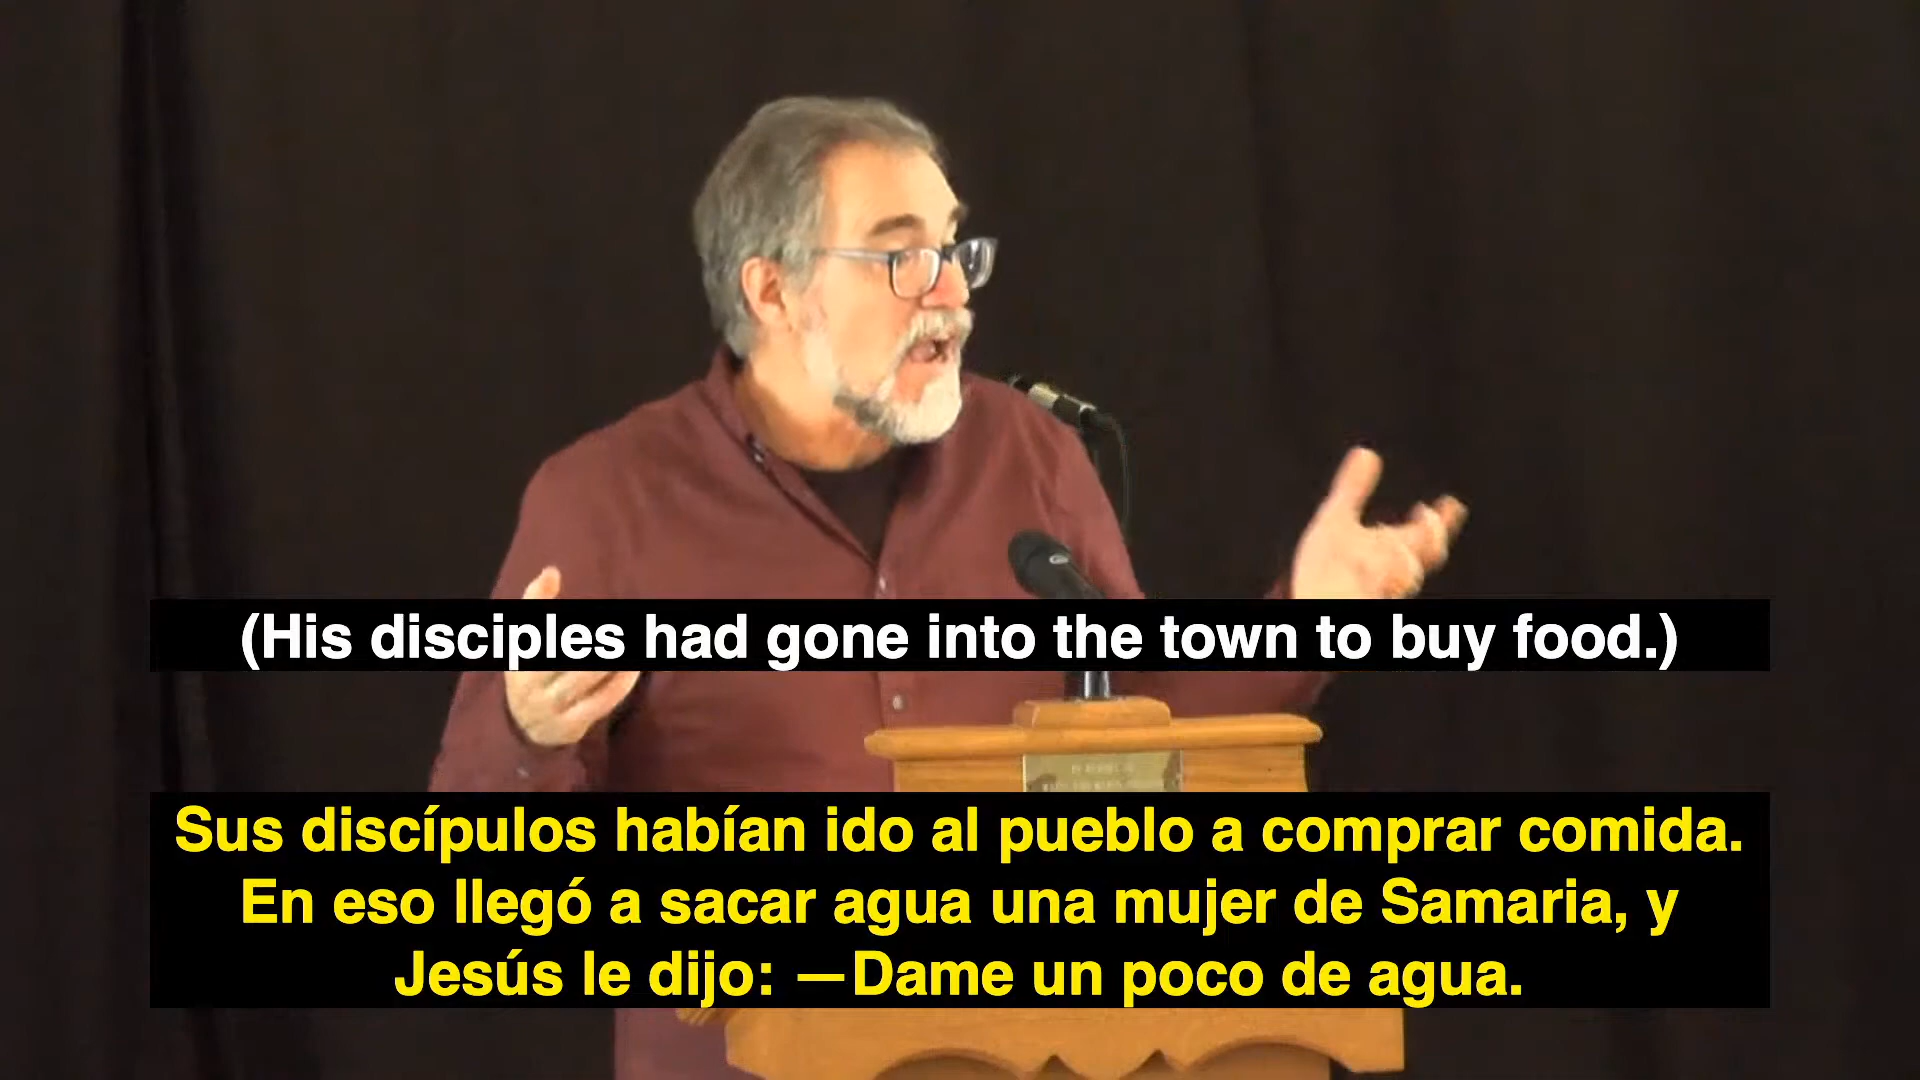 (His disciples had gone into the town to buy food.)
Sus discípulos habían ido al pueblo a comprar comida.
En eso llegó a sacar agua una mujer de Samaria, y
Jesús le dijo: —Dame un poco de agua.